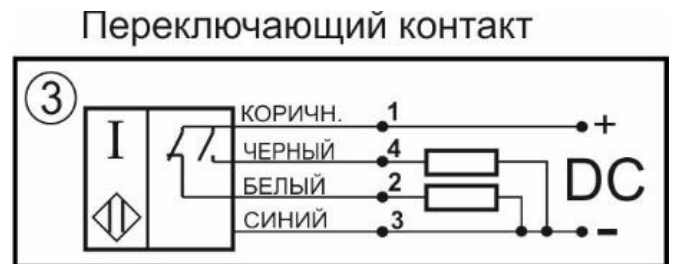 Переключающий контакт
3
I
КОРИЧН. 1 +
ЧЕРНЫЙ 4
DC
БЕЛЫЙ 2
СИНИЙ 3 -